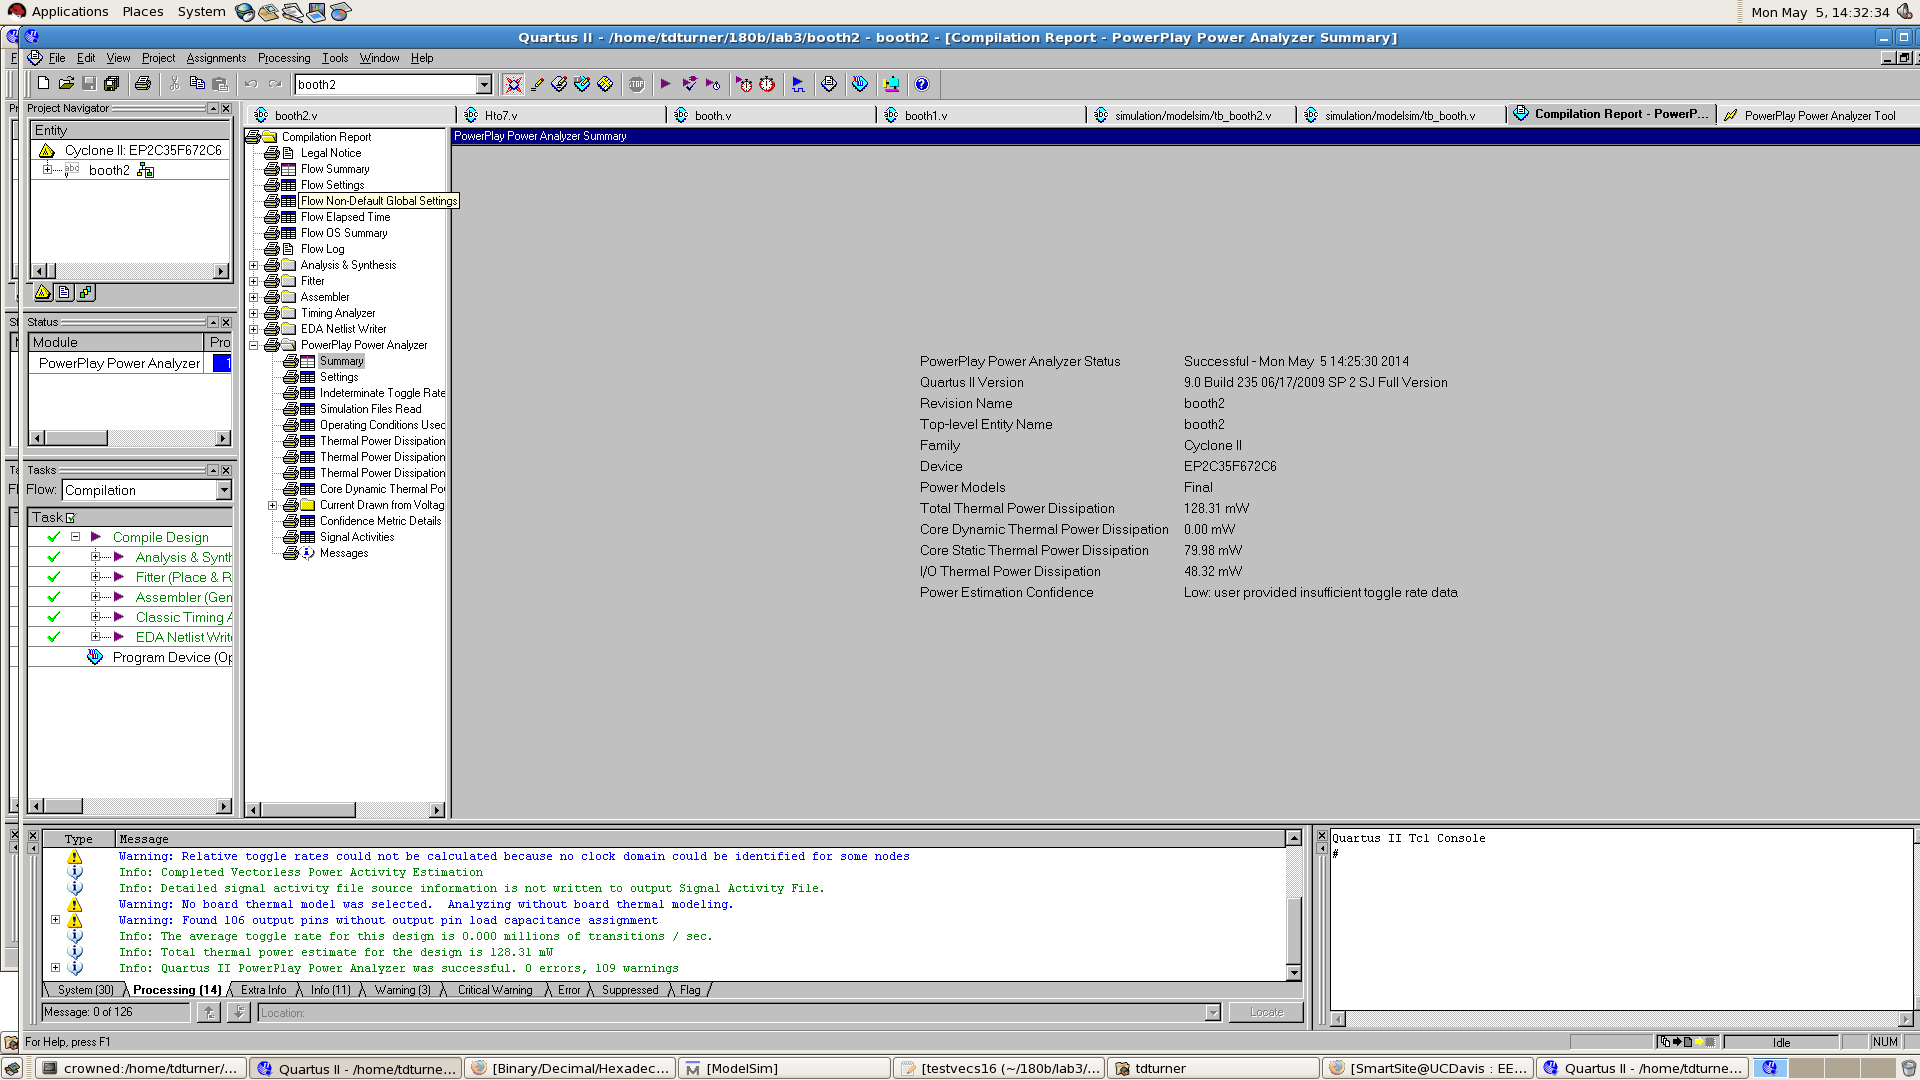 Applications Places System
Mon May 5, 14:32:34
Quartus II - /home/tdturner/180b/lab3/booth2 - booth2 - [Compilation Report - PowerPlay Power Analyzer Summary]
File Edit View Project Assignments Processing Tools Window Help
booth2
Project Navigator
Entity
Cyclone II: EP2C35F672C6
booth2
Status
Module Pro
PowerPlay Power Analyzer
Tasks
Flow: Compilation
Task
Compile Design
Analysis & Synth
Fitter (Place & R
Assembler (Gen
Classic Timing A
EDA Netlist Write
Program Device (Op
booth2.v Hto7.v booth.v booth1.v simulation/modelsim/tb_booth2.v simulation/modelsim/tb_booth.v Compilation Report - PowerP... PowerPlay Power Analyzer Tool
Compilation Report
Legal Notice
Flow Summary
Flow Settings
Flow Non-Default Global Settings
Flow Elapsed Time
Flow OS Summary
Flow Log
Analysis & Synthesis
Fitter
Assembler
Timing Analyzer
EDA Netlist Writer
PowerPlay Power Analyzer
Summary
Settings
Indeterminate Toggle Rate
Simulation Files Read
Operating Conditions Used
Thermal Power Dissipation
Thermal Power Dissipation
Thermal Power Dissipation
Core Dynamic Thermal Po
Current Drawn from Voltag
Confidence Metric Details
Signal Activities
Messages
PowerPlay Power Analyzer Summary
PowerPlay Power Analyzer Status Successful - Mon May 5 14:25:30 2014
Quartus II Version 9.0 Build 235 06/17/2009 SP 2 SJ Full Version
Revision Name booth2
Top-level Entity Name booth2
Family Cyclone II
Device EP2C35F672C6
Power Models Final
Total Thermal Power Dissipation 128.31 mW
Core Dynamic Thermal Power Dissipation 0.00 mW
Core Static Thermal Power Dissipation 79.98 mW
I/O Thermal Power Dissipation 48.32 mW
Power Estimation Confidence Low: user provided insufficient toggle rate data
Type Message
Warning: Relative toggle rates could not be calculated because no clock domain could be identified for some nodes
Info: Completed Vectorless Power Activity Estimation
Info: Detailed signal activity file source information is not written to output Signal Activity File.
Warning: No board thermal model was selected. Analyzing without board thermal modeling.
Warning: Found 106 output pins without output pin load capacitance assignment
Info: The average toggle rate for this design is 0.000 millions of transitions / sec.
Info: Total thermal power estimate for the design is 128.31 mW
Info: Quartus II PowerPlay Power Analyzer was successful. 0 errors, 109 warnings
System (30) Processing (14) Extra Info Info (11) Warning (3) Critical Warning Error Suppressed Flag
Message: 0 of 126 Location: Locate
Quartus II Tcl Console
#
For Help, press F1 Idle NUM
crowned:/home/tdturner/... Quartus II - /home/tdturne... [Binary/Decimal/Hexadec... [ModelSim] [testvecs16 (~/180b/lab3/... tdturner [SmartSite@UCDavis : EE... Quartus II - /home/tdturne...